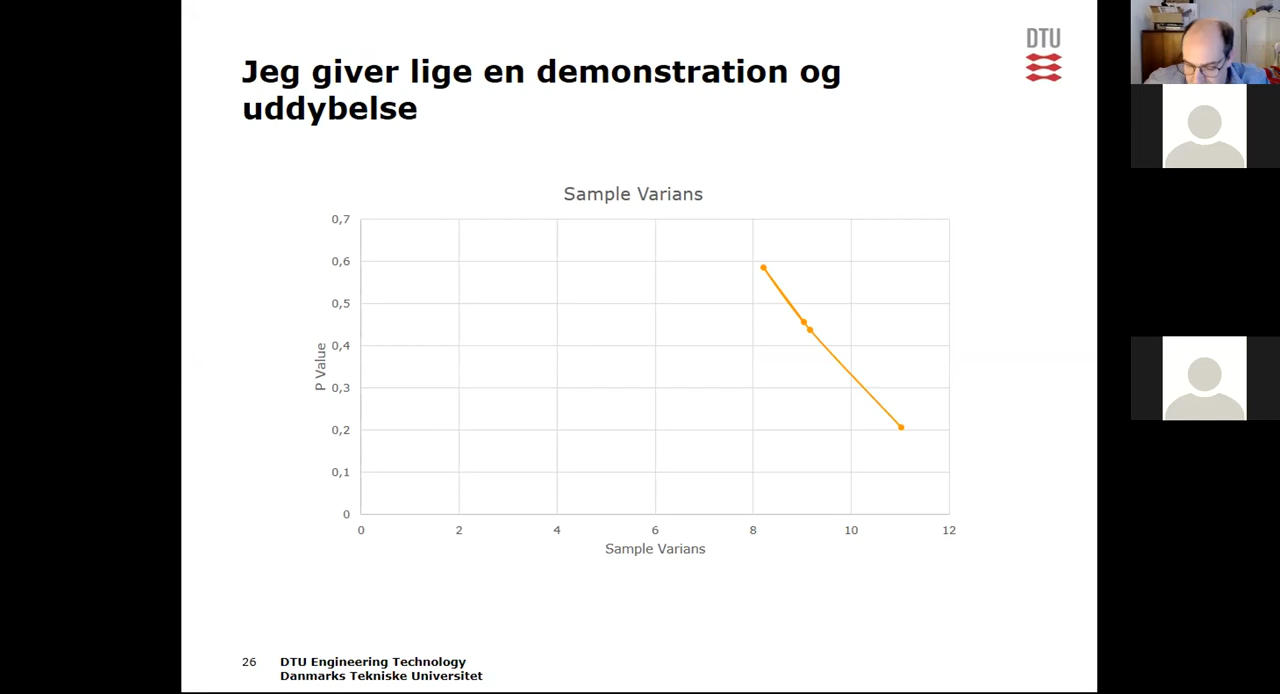 Jeg giver lige en demonstration og
uddybelse
DTU
Sample Varians
0,7
0,6
0,5
0,4
0,3
0,2
0,1
0
P Value
0 2 4 6 8 10 12
Sample Varians
26 DTU Engineering Technology
Danmarks Tekniske Universitet